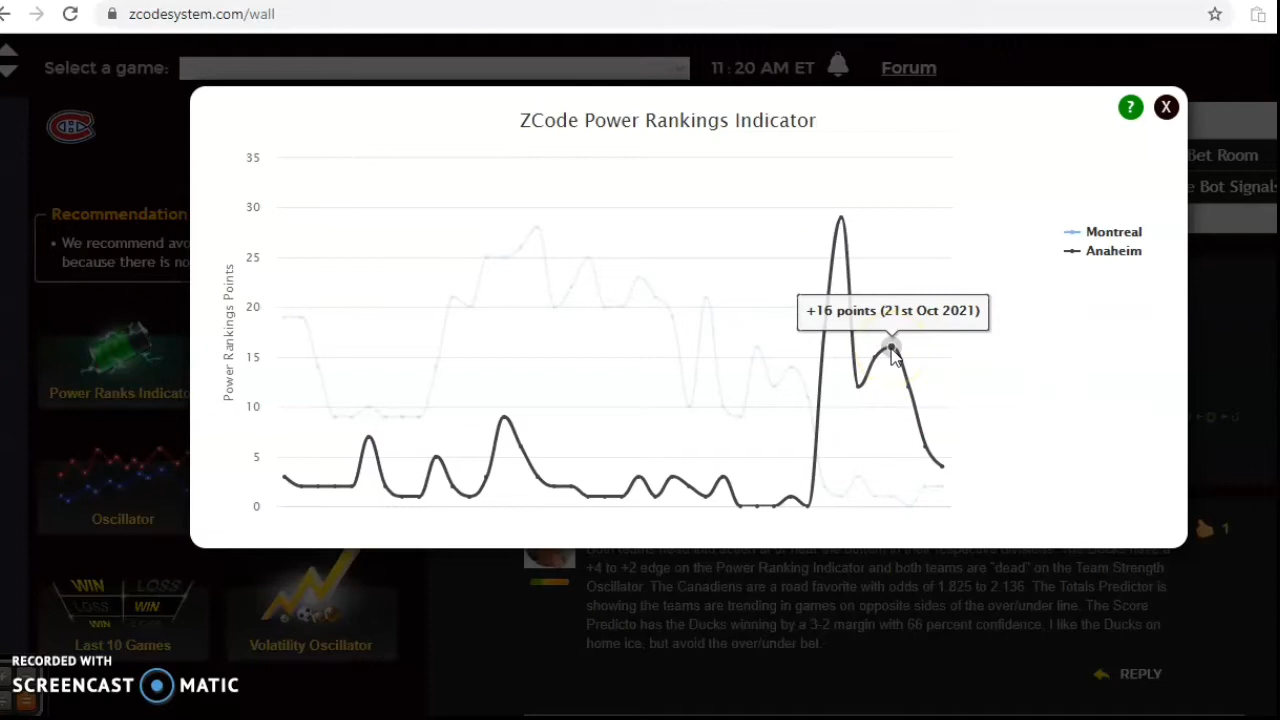 zcodesystem.com/wall
Select a game:
11:20 AM ET
Forum
ZCode Power Rankings Indicator
?
X
Bet Room
e Bot Signals
Recommendation
• We recommend avo
because there is no
Power Rankings Points
35
30
25
20
15
10
5
0
Montreal
Anaheim
+16 points (21st Oct 2021)
Power Ranks Indicato
Oscillator
WIN LOSS
LOSS WIN
WIN
Last 10 Games
Volatility Oscillator
1
+4 to +2 edge on the Power Ranking Indicator and both teams are "dead" on the Team Strength
Oscillator. The Canadiens are a road favorite with odds of 1.825 to 2.136. The Totals Predictor is
showing the teams are trending in games on opposite sides of the over/under line. The Score
Predicto has the Ducks winning by a 3-2 margin with 66 percent confidence. I like the Ducks on
home ice, but avoid the over/under bet.
REPLY
RECORDED WITH
SCREENCAST MATIC